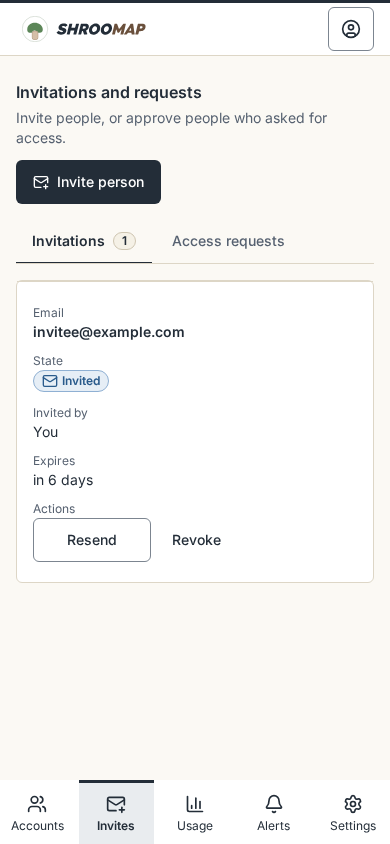 SHROOMAP
Invitations and requests
Invite people, or approve people who asked for
access.
Invite person
Invitations 1 Access requests
Email
invitee@example.com
State
Invited
Invited by
You
Expires
in 6 days
Actions
Resend Revoke
Accounts Invites Usage Alerts Settings